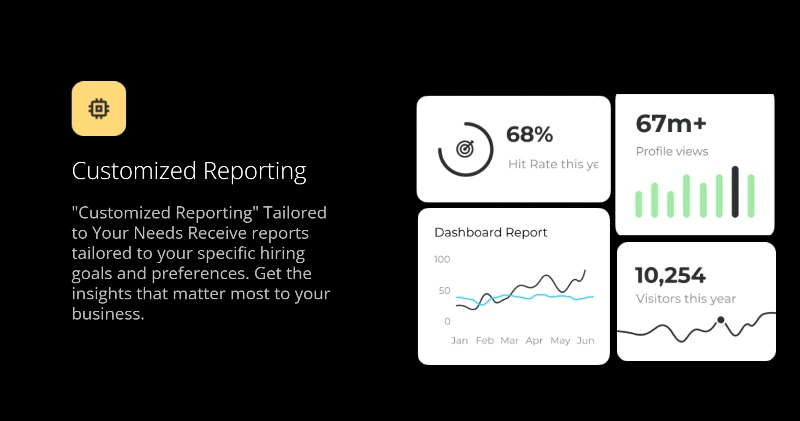 Customized Reporting
"Customized Reporting" Tailored
to Your Needs Receive reports
tailored to your specific hiring
goals and preferences. Get the
insights that matter most to your
business.
68%
Hit Rate this ye
67m+
Profile views
Dashboard Report
100
50
0
Jan Feb Mar Apr May Jun
10,254
Visitors this year